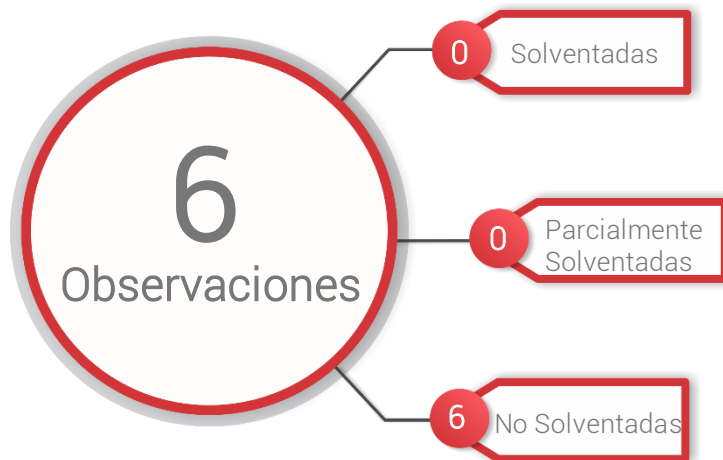 6
Observaciones
0
Solventadas
0
Parcialmente
Solventadas
6
No Solventadas